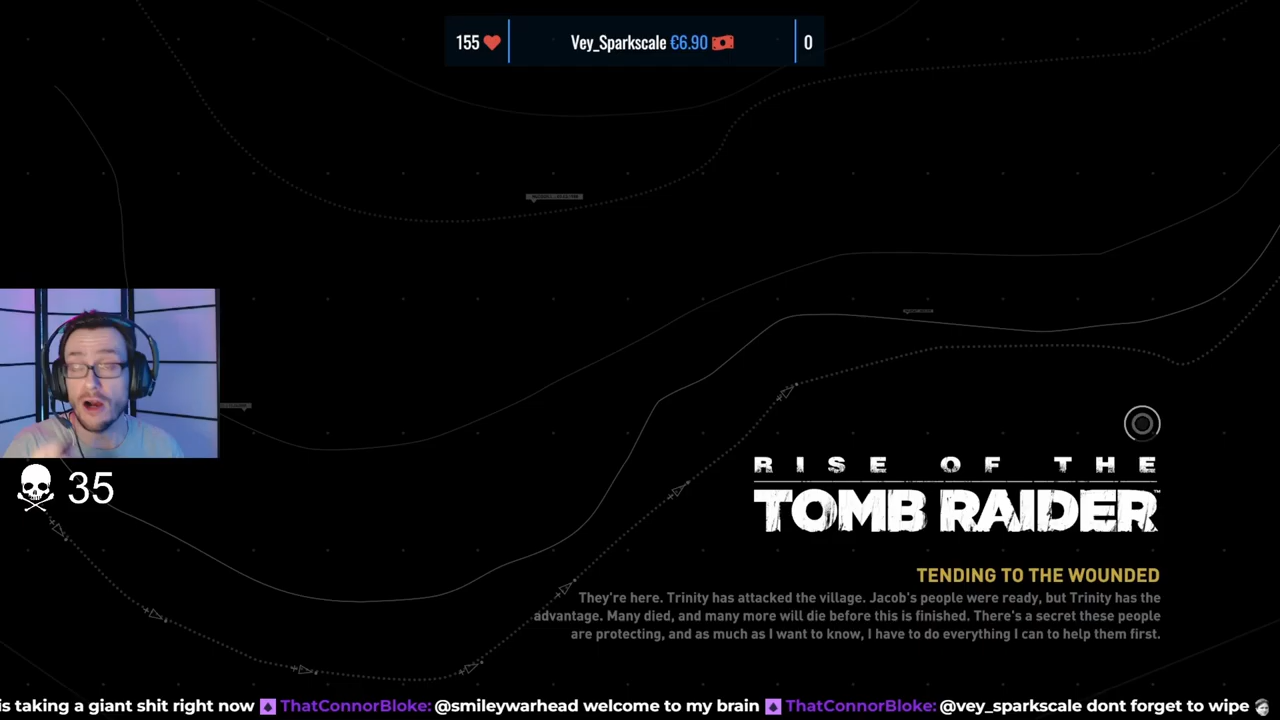 155 Vey_Sparkscale €6.90 0
35
RISE OF THE
TOMB RAIDER™
TENDING TO THE WOUNDED
They're here. Trinity has attacked the village. Jacob's people were ready, but Trinity has the
advantage. Many died, and many more will die before this is finished. There's a secret these people
are protecting, and as much as I want to know, I have to do everything I can to help them first.
is taking a giant shit right now ThatConnorBloke: @smileywarhead welcome to my brain ThatConnorBloke: @vey_sparkscale dont forget to wipe